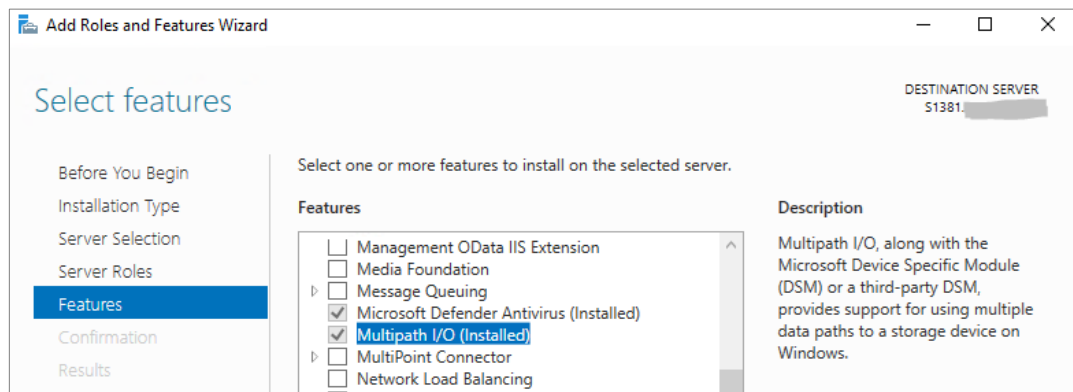 Add Roles and Features Wizard
Select features
DESTINATION SERVER
S1381.
Before You Begin
Installation Type
Server Selection
Server Roles
Features
Confirmation
Results
Select one or more features to install on the selected server.
Features
Management OData IIS Extension
Media Foundation
Message Queuing
Microsoft Defender Antivirus (Installed)
Multipath I/O (Installed)
MultiPoint Connector
Network Load Balancing
Description
Multipath I/O, along with the
Microsoft Device Specific Module
(DSM) or a third-party DSM,
provides support for using multiple
data paths to a storage device on
Windows.